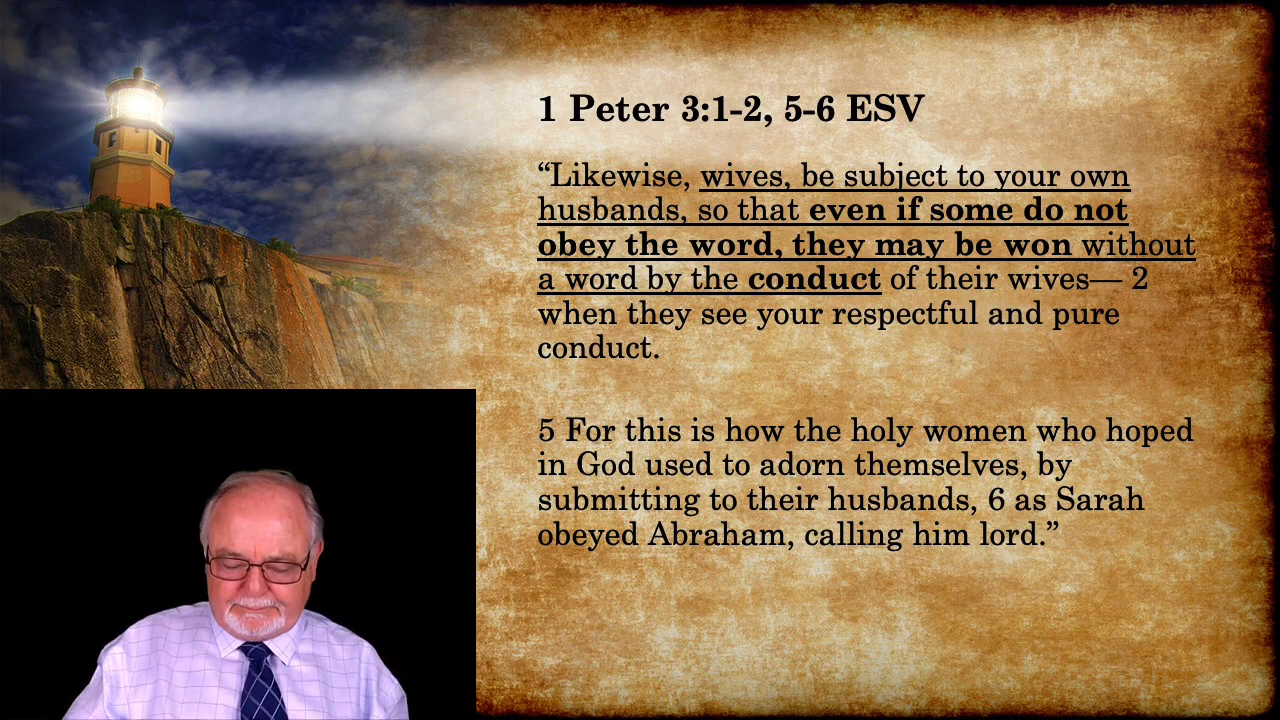 1 Peter 3:1-2, 5-6 ESV
“Likewise, wives, be subject to your own
husbands, so that even if some do not
obey the word, they may be won without
a word by the conduct of their wives— 2
when they see your respectful and pure
conduct.
5 For this is how the holy women who hoped
in God used to adorn themselves, by
submitting to their husbands, 6 as Sarah
obeyed Abraham, calling him lord.”